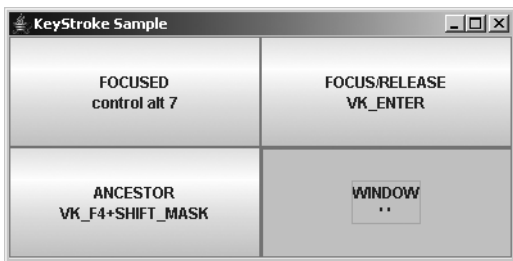 KeyStroke Sample
FOCUSED
control alt 7
FOCUS/RELEASE
VK_ENTER
ANCESTOR
VK_F4+SHIFT_MASK
WINDOW
' '